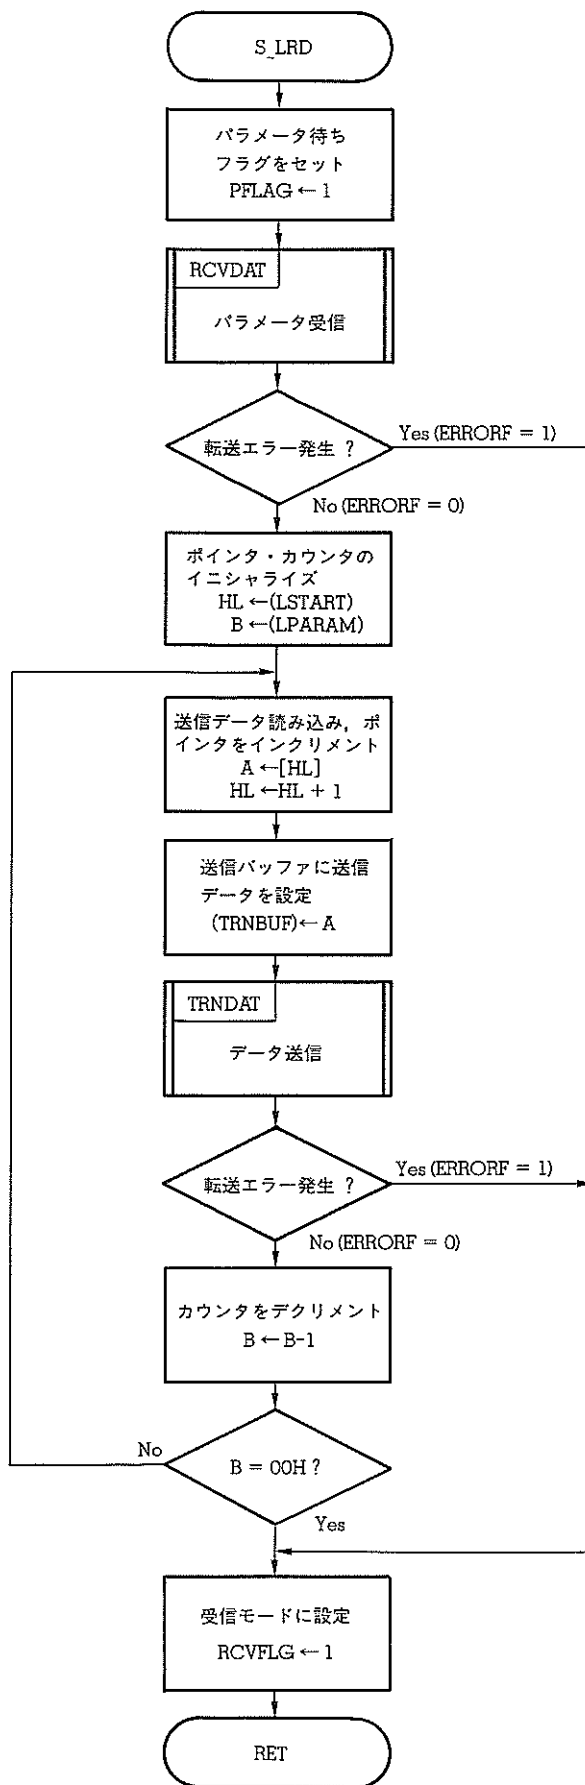 S_LRD
パラメータ待ち
フラグをセット
PFLAG ← 1
RCVDAT
パラメータ受信
転送エラー発生 ?
Yes (ERRORF = 1)
No (ERRORF = 0)
ポインタ・カウンタの
イニシャライズ
HL ←(LSTART)
B ←(LPARAM)
送信データ読み込み，ポ
インタをインクリメント
A ←[HL]
HL ←HL + 1
送信バッファに送信
データを設定
(TRNBUF)← A
TRNDAT
データ送信
転送エラー発生 ?
Yes (ERRORF = 1)
No (ERRORF = 0)
カウンタをデクリメント
B ← B-1
No
B = 00H ?
Yes
受信モードに設定
RCVFLG ← 1
RET